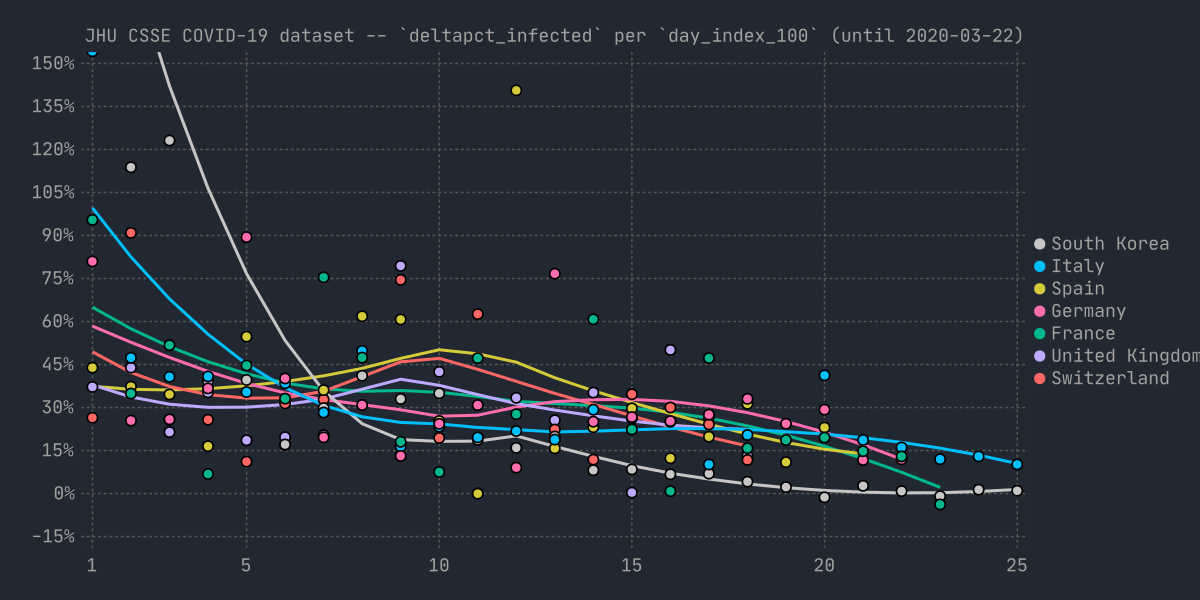 JHU CSSE COVID-19 dataset -- `deltapct_infected` per `day_index_100` (until 2020-03-22)
150%
135%
120%
105%
90%
75%
60%
45%
30%
15%
0%
-15%
1 5 10 15 20 25
South Korea
Italy
Spain
Germany
France
United Kingdom
Switzerland